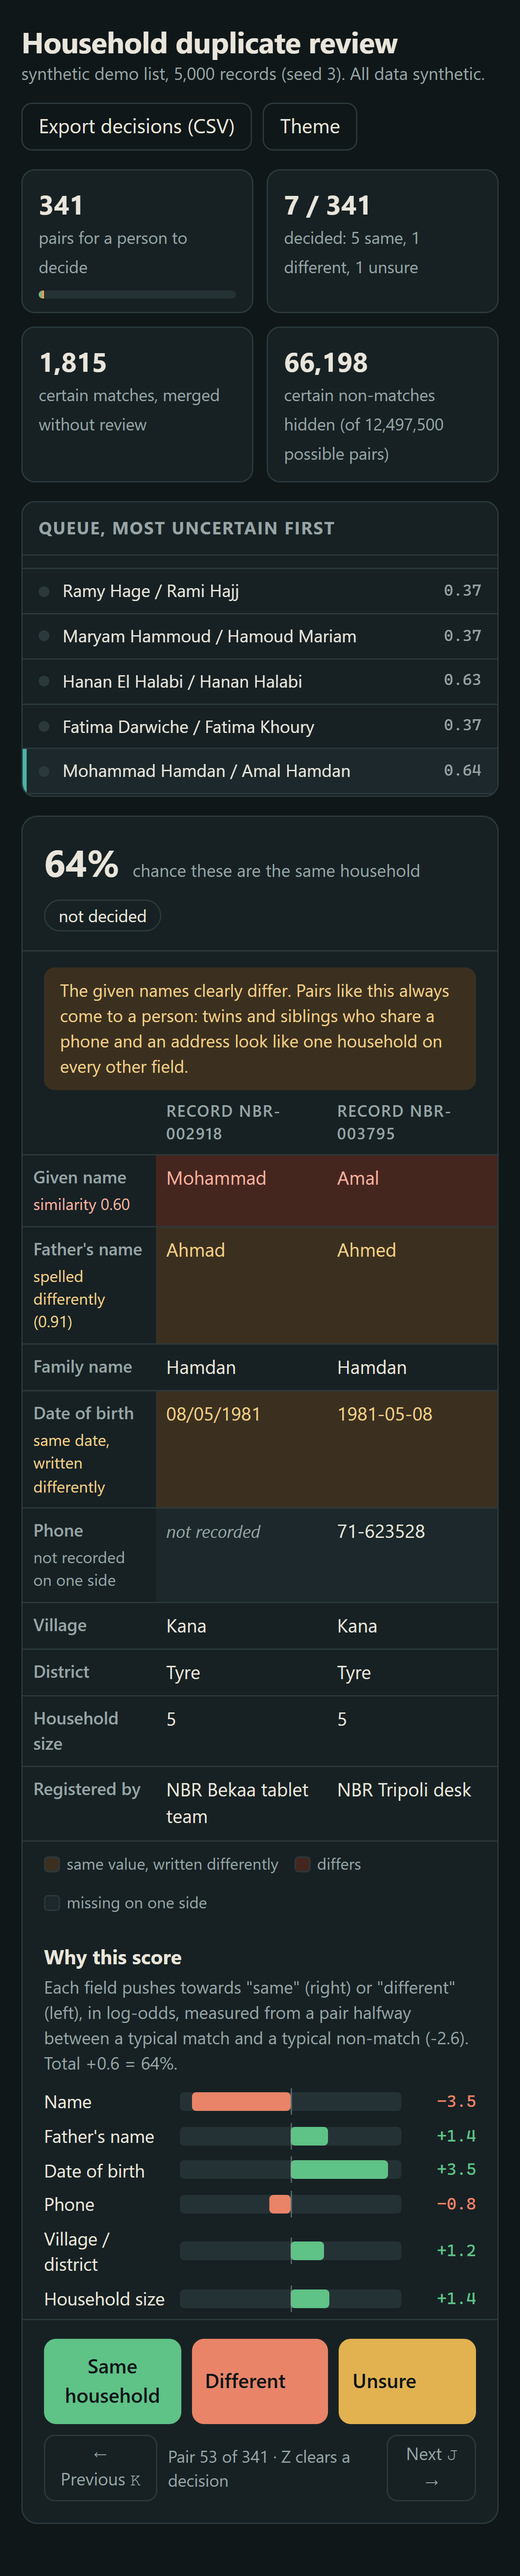 Household duplicate review
synthetic demo list, 5,000 records (seed 3). All data synthetic.
Export decisions (CSV)
Theme
341
pairs for a person to
decide
7 / 341
decided: 5 same, 1
different, 1 unsure
1,815
certain matches, merged
without review
66,198
certain non-matches
hidden (of 12,497,500
possible pairs)
QUEUE, MOST UNCERTAIN FIRST
Ramy Hage / Rami Hajj 0.37
Maryam Hammoud / Hamoud Mariam 0.37
Hanan El Halabi / Hanan Halabi 0.63
Fatima Darwiche / Fatima Khoury 0.37
Mohammad Hamdan / Amal Hamdan 0.64
64% chance these are the same household
not decided
The given names clearly differ. Pairs like this always
come to a person: twins and siblings who share a
phone and an address look like one household on
every other field.
RECORD NBR-
002918
RECORD NBR-
003795
Given name
similarity 0.60
Mohammad
Amal
Father's name
spelled
differently
(0.91)
Ahmad
Ahmed
Family name
Hamdan
Hamdan
Date of birth
same date,
written
differently
08/05/1981
1981-05-08
Phone
not recorded
on one side
not recorded
71-623528
Village
Kana
Kana
District
Tyre
Tyre
Household
size
5
5
Registered by
NBR Bekaa tablet
team
NBR Tripoli desk
same value, written differently
differs
missing on one side
Why this score
Each field pushes towards "same" (right) or "different"
(left), in log-odds, measured from a pair halfway
between a typical match and a typical non-match (-2.6).
Total +0.6 = 64%.
Name −3.5
Father's name +1.4
Date of birth +3.5
Phone −0.8
Village /
district
+1.2
Household size +1.4
Same
household
Different
Unsure
←
Previous K
Pair 53 of 341 · Z clears a
decision
Next J
→